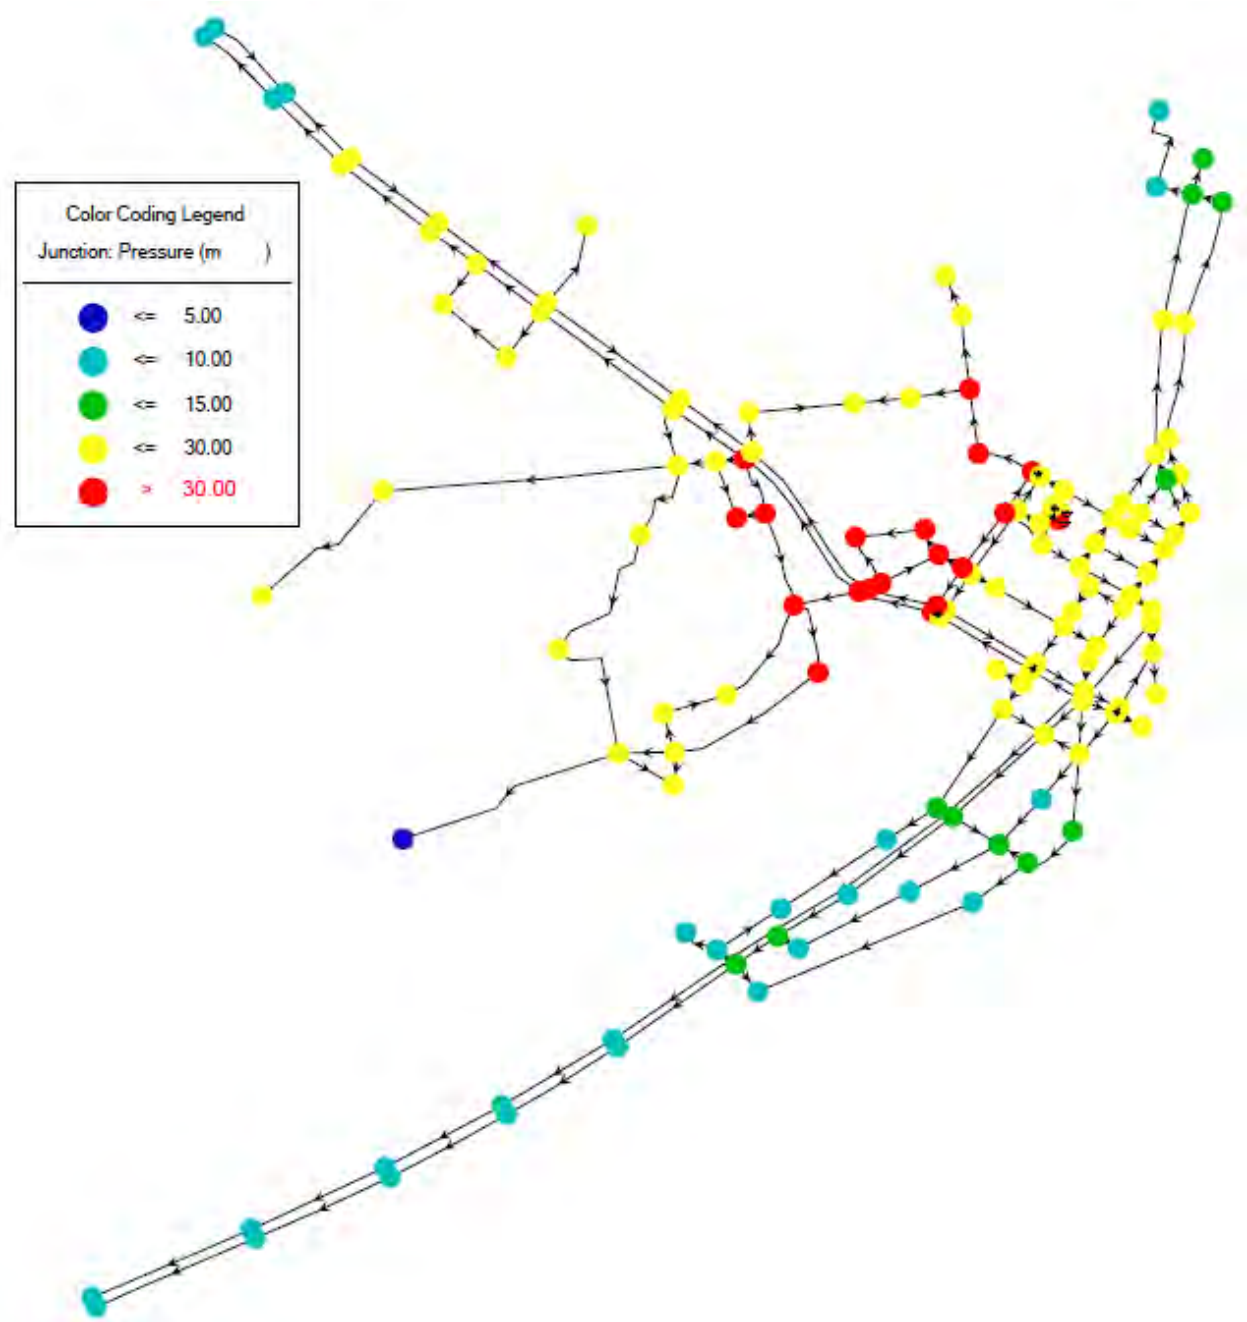 Color Coding Legend
Junction: Pressure (m )
<= 5.00
<= 10.00
<= 15.00
<= 30.00
> 30.00